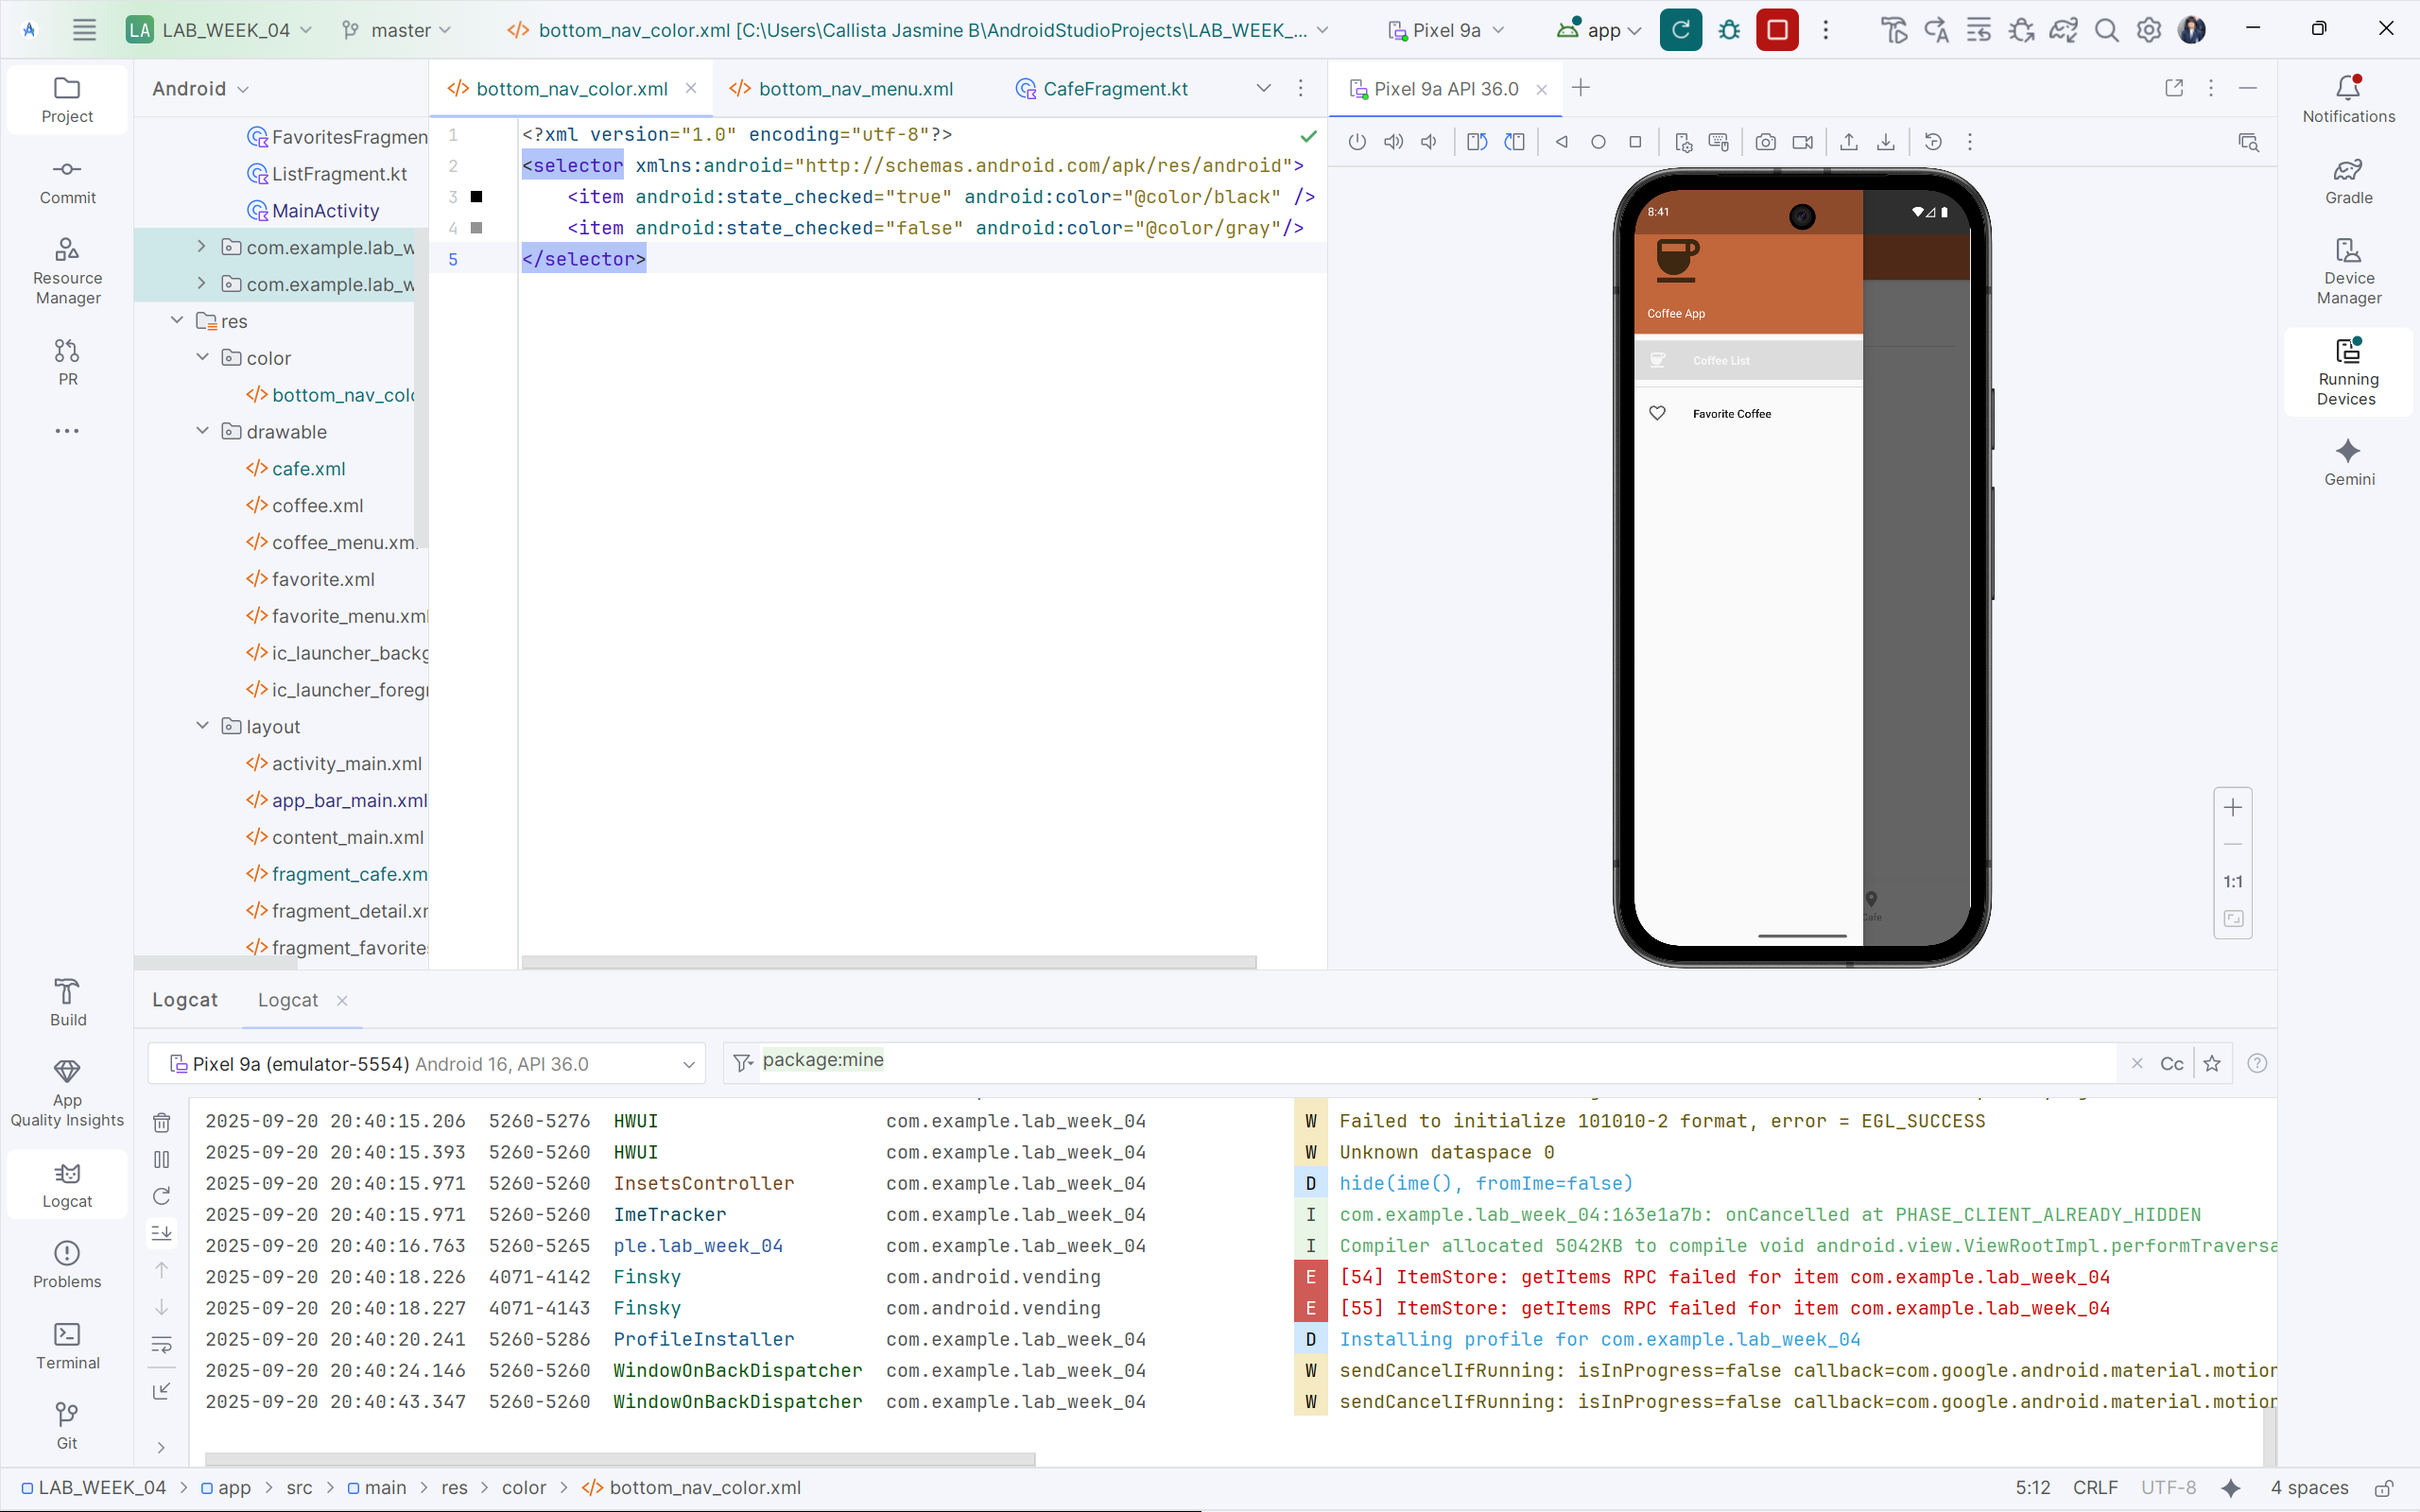 LA LAB_WEEK_04 master bottom_nav_color.xml [C:\Users\Callista Jasmine B\AndroidStudioProjects\LAB_WEEK_... Pixel 9a app
Project
Commit
Resource
Manager
PR
Android
FavoritesFragmen
ListFragment.kt
MainActivity
com.example.lab_w
com.example.lab_w
res
color
bottom_nav_colo
drawable
cafe.xml
coffee.xml
coffee_menu.xm
favorite.xml
favorite_menu.xml
ic_launcher_backg
ic_launcher_foregr
layout
activity_main.xml
app_bar_main.xml
content_main.xml
fragment_cafe.xm
fragment_detail.xm
fragment_favorite
bottom_nav_color.xml bottom_nav_menu.xml CafeFragment.kt
1 <?xml version="1.0" encoding="utf-8"?>
2 <selector xmlns:android="http://schemas.android.com/apk/res/android">
3 <item android:state_checked="true" android:color="@color/black" />
4 <item android:state_checked="false" android:color="@color/gray"/>
5 </selector>
Pixel 9a API 36.0
8:41
Coffee App
Coffee List
Favorite Coffee
Cafe
1:1
Notifications
Gradle
Device
Manager
Running
Devices
Gemini
Build
App
Quality Insights
Logcat
Problems
Terminal
Git
Logcat Logcat
Pixel 9a (emulator-5554) Android 16, API 36.0 package:mine Cc
2025-09-20 20:40:15.206 5260-5276 HWUI com.example.lab_week_04 W Failed to initialize 101010-2 format, error = EGL_SUCCESS
2025-09-20 20:40:15.393 5260-5260 HWUI com.example.lab_week_04 W Unknown dataspace 0
2025-09-20 20:40:15.971 5260-5260 InsetsController com.example.lab_week_04 D hide(ime(), fromIme=false)
2025-09-20 20:40:15.971 5260-5260 ImeTracker com.example.lab_week_04 I com.example.lab_week_04:163e1a7b: onCancelled at PHASE_CLIENT_ALREADY_HIDDEN
2025-09-20 20:40:16.763 5260-5265 ple.lab_week_04 com.example.lab_week_04 I Compiler allocated 5042KB to compile void android.view.ViewRootImpl.performTraversa
2025-09-20 20:40:18.226 4071-4142 Finsky com.android.vending E [54] ItemStore: getItems RPC failed for item com.example.lab_week_04
2025-09-20 20:40:18.227 4071-4143 Finsky com.android.vending E [55] ItemStore: getItems RPC failed for item com.example.lab_week_04
2025-09-20 20:40:20.241 5260-5286 ProfileInstaller com.example.lab_week_04 D Installing profile for com.example.lab_week_04
2025-09-20 20:40:24.146 5260-5260 WindowOnBackDispatcher com.example.lab_week_04 W sendCancelIfRunning: isInProgress=false callback=com.google.android.material.motion
2025-09-20 20:40:43.347 5260-5260 WindowOnBackDispatcher com.example.lab_week_04 W sendCancelIfRunning: isInProgress=false callback=com.google.android.material.motion
LAB_WEEK_04 > app > src > main > res > color > bottom_nav_color.xml 5:12 CRLF UTF-8 4 spaces